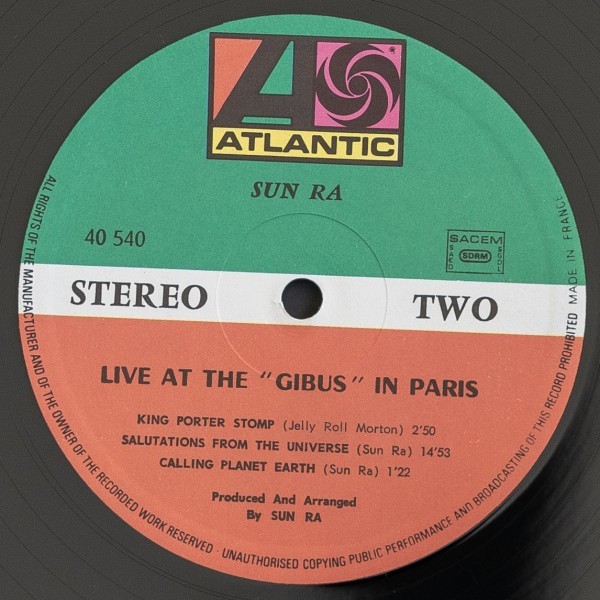 ATLANTIC
SUN RA
40 540
SACEM
SACD
SDRM
SGDL
STEREO
TWO
LIVE AT THE "GIBUS" IN PARIS
KING PORTER STOMP (Jelly Roll Morton) 2'50
SALUTATIONS FROM THE UNIVERSE (Sun Ra) 14'53
CALLING PLANET EARTH (Sun Ra) 1'22
Produced And Arranged
By SUN RA
ALL RIGHTS OF THE MANUFACTURER AND OF THE OWNER OF THE RECORDED WORK RESERVED · UNAUTHORISED COPYING PUBLIC PERFORMANCE AND BROADCASTING OF THIS RECORD PROHIBITED MADE IN FRANCE